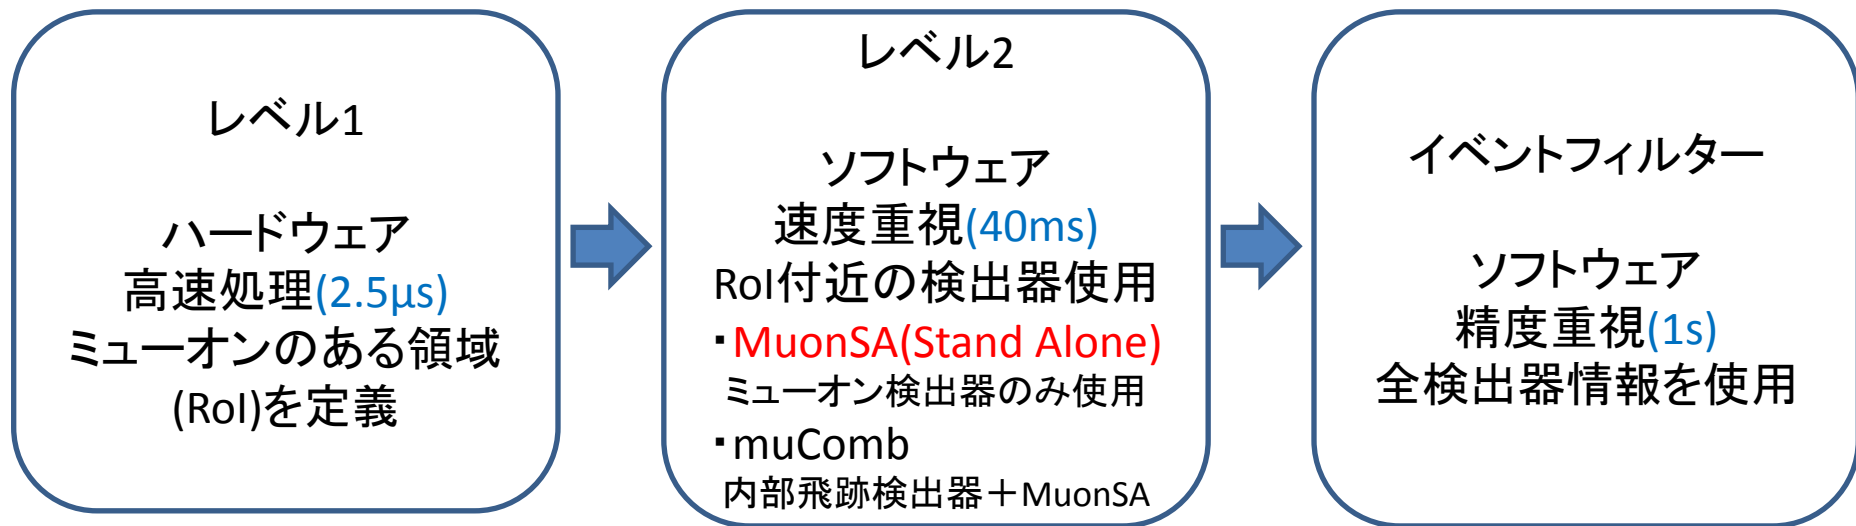 レベル1
ハードウェア
高速処理(2.5μs)
ミューオンのある領域
(RoI)を定義
レベル2
ソフトウェア
速度重視(40ms)
RoI付近の検出器使用
・MuonSA(Stand Alone)
ミューオン検出器のみ使用
・muComb
内部飛跡検出器＋MuonSA
イベントフィルター
ソフトウェア
精度重視(1s)
全検出器情報を使用